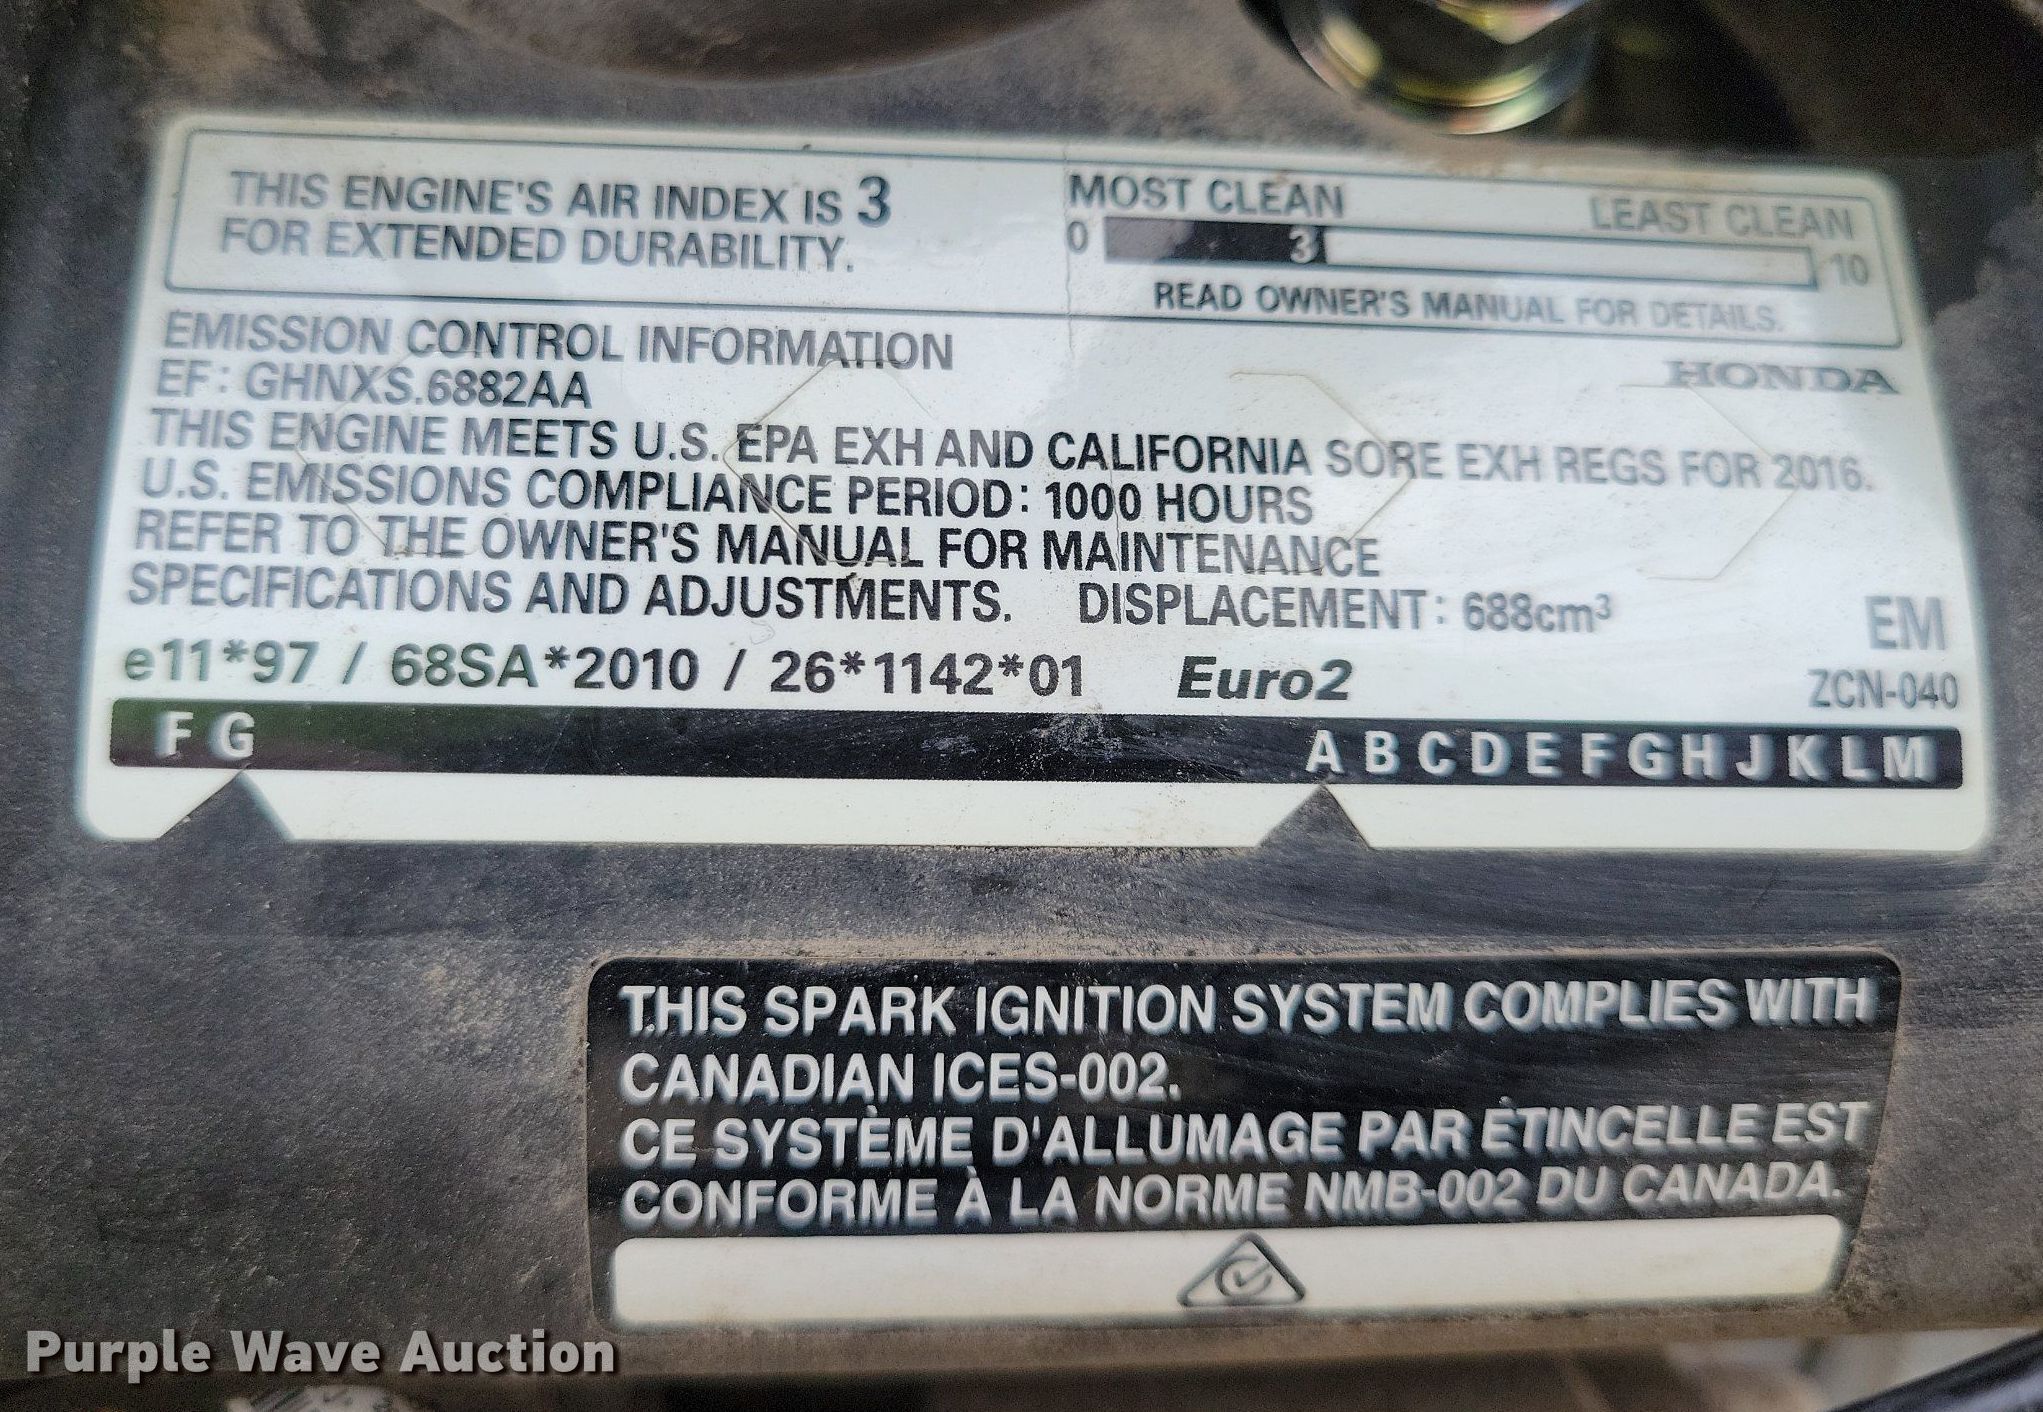 THIS ENGINE'S AIR INDEX IS 3
FOR EXTENDED DURABILITY.
MOST CLEAN LEAST CLEAN
0 3 10
READ OWNER'S MANUAL FOR DETAILS.
EMISSION CONTROL INFORMATION
HONDA
EF: GHNXS.6882AA
THIS ENGINE MEETS U.S. EPA EXH AND CALIFORNIA SORE EXH REGS FOR 2016.
U.S. EMISSIONS COMPLIANCE PERIOD: 1000 HOURS
REFER TO THE OWNER'S MANUAL FOR MAINTENANCE
SPECIFICATIONS AND ADJUSTMENTS. DISPLACEMENT: 688cm³ EM
e11*97 / 68SA*2010 / 26*1142*01 Euro2 ZCN-040
F G A B C D E F G H J K L M
THIS SPARK IGNITION SYSTEM COMPLIES WITH
CANADIAN ICES-002.
CE SYSTÈME D'ALLUMAGE PAR ÉTINCELLE EST
CONFORME À LA NORME NMB-002 DU CANADA.
Purple Wave Auction